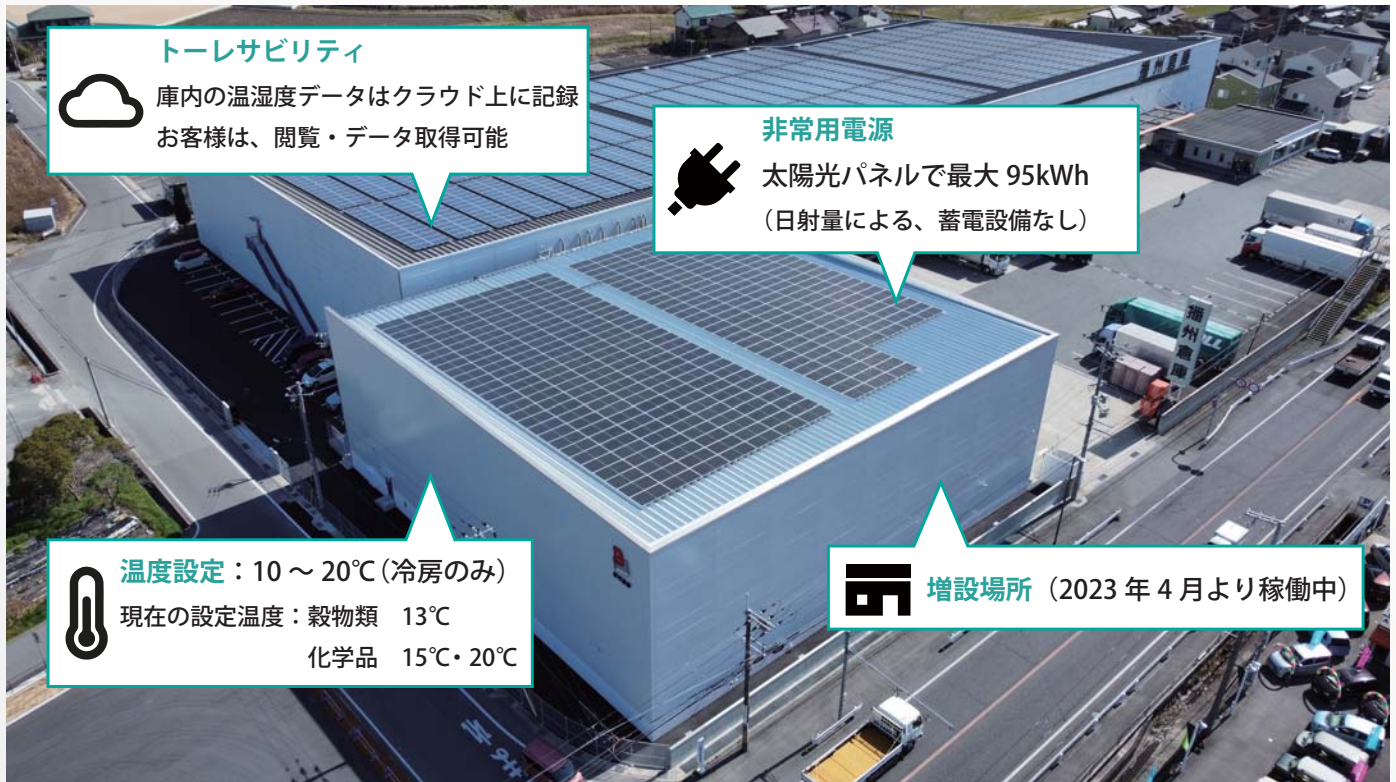 トーレサビリティ
庫内の温湿度データはクラウド上に記録
お客様は、閲覧・データ取得可能
非常用電源
太陽光パネルで最大 95kWh
（日射量による、蓄電設備なし）
播州倉庫
温度設定：10 ～ 20℃（冷房のみ）
現在の設定温度：穀物類　13℃
化学品　15℃・20℃
増設場所（2023 年 4 月より稼働中）